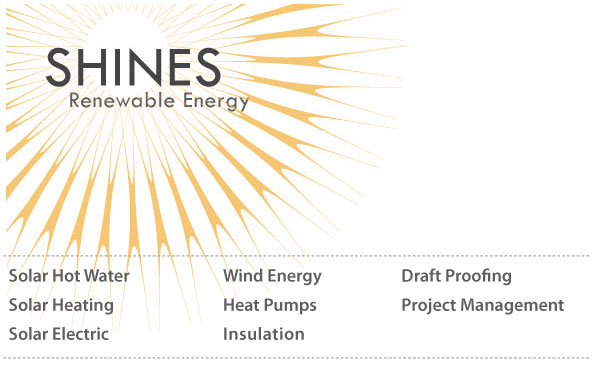 SHINES
Renewable Energy
Solar Hot Water
Solar Heating
Solar Electric
Wind Energy
Heat Pumps
Insulation
Draft Proofing
Project Management